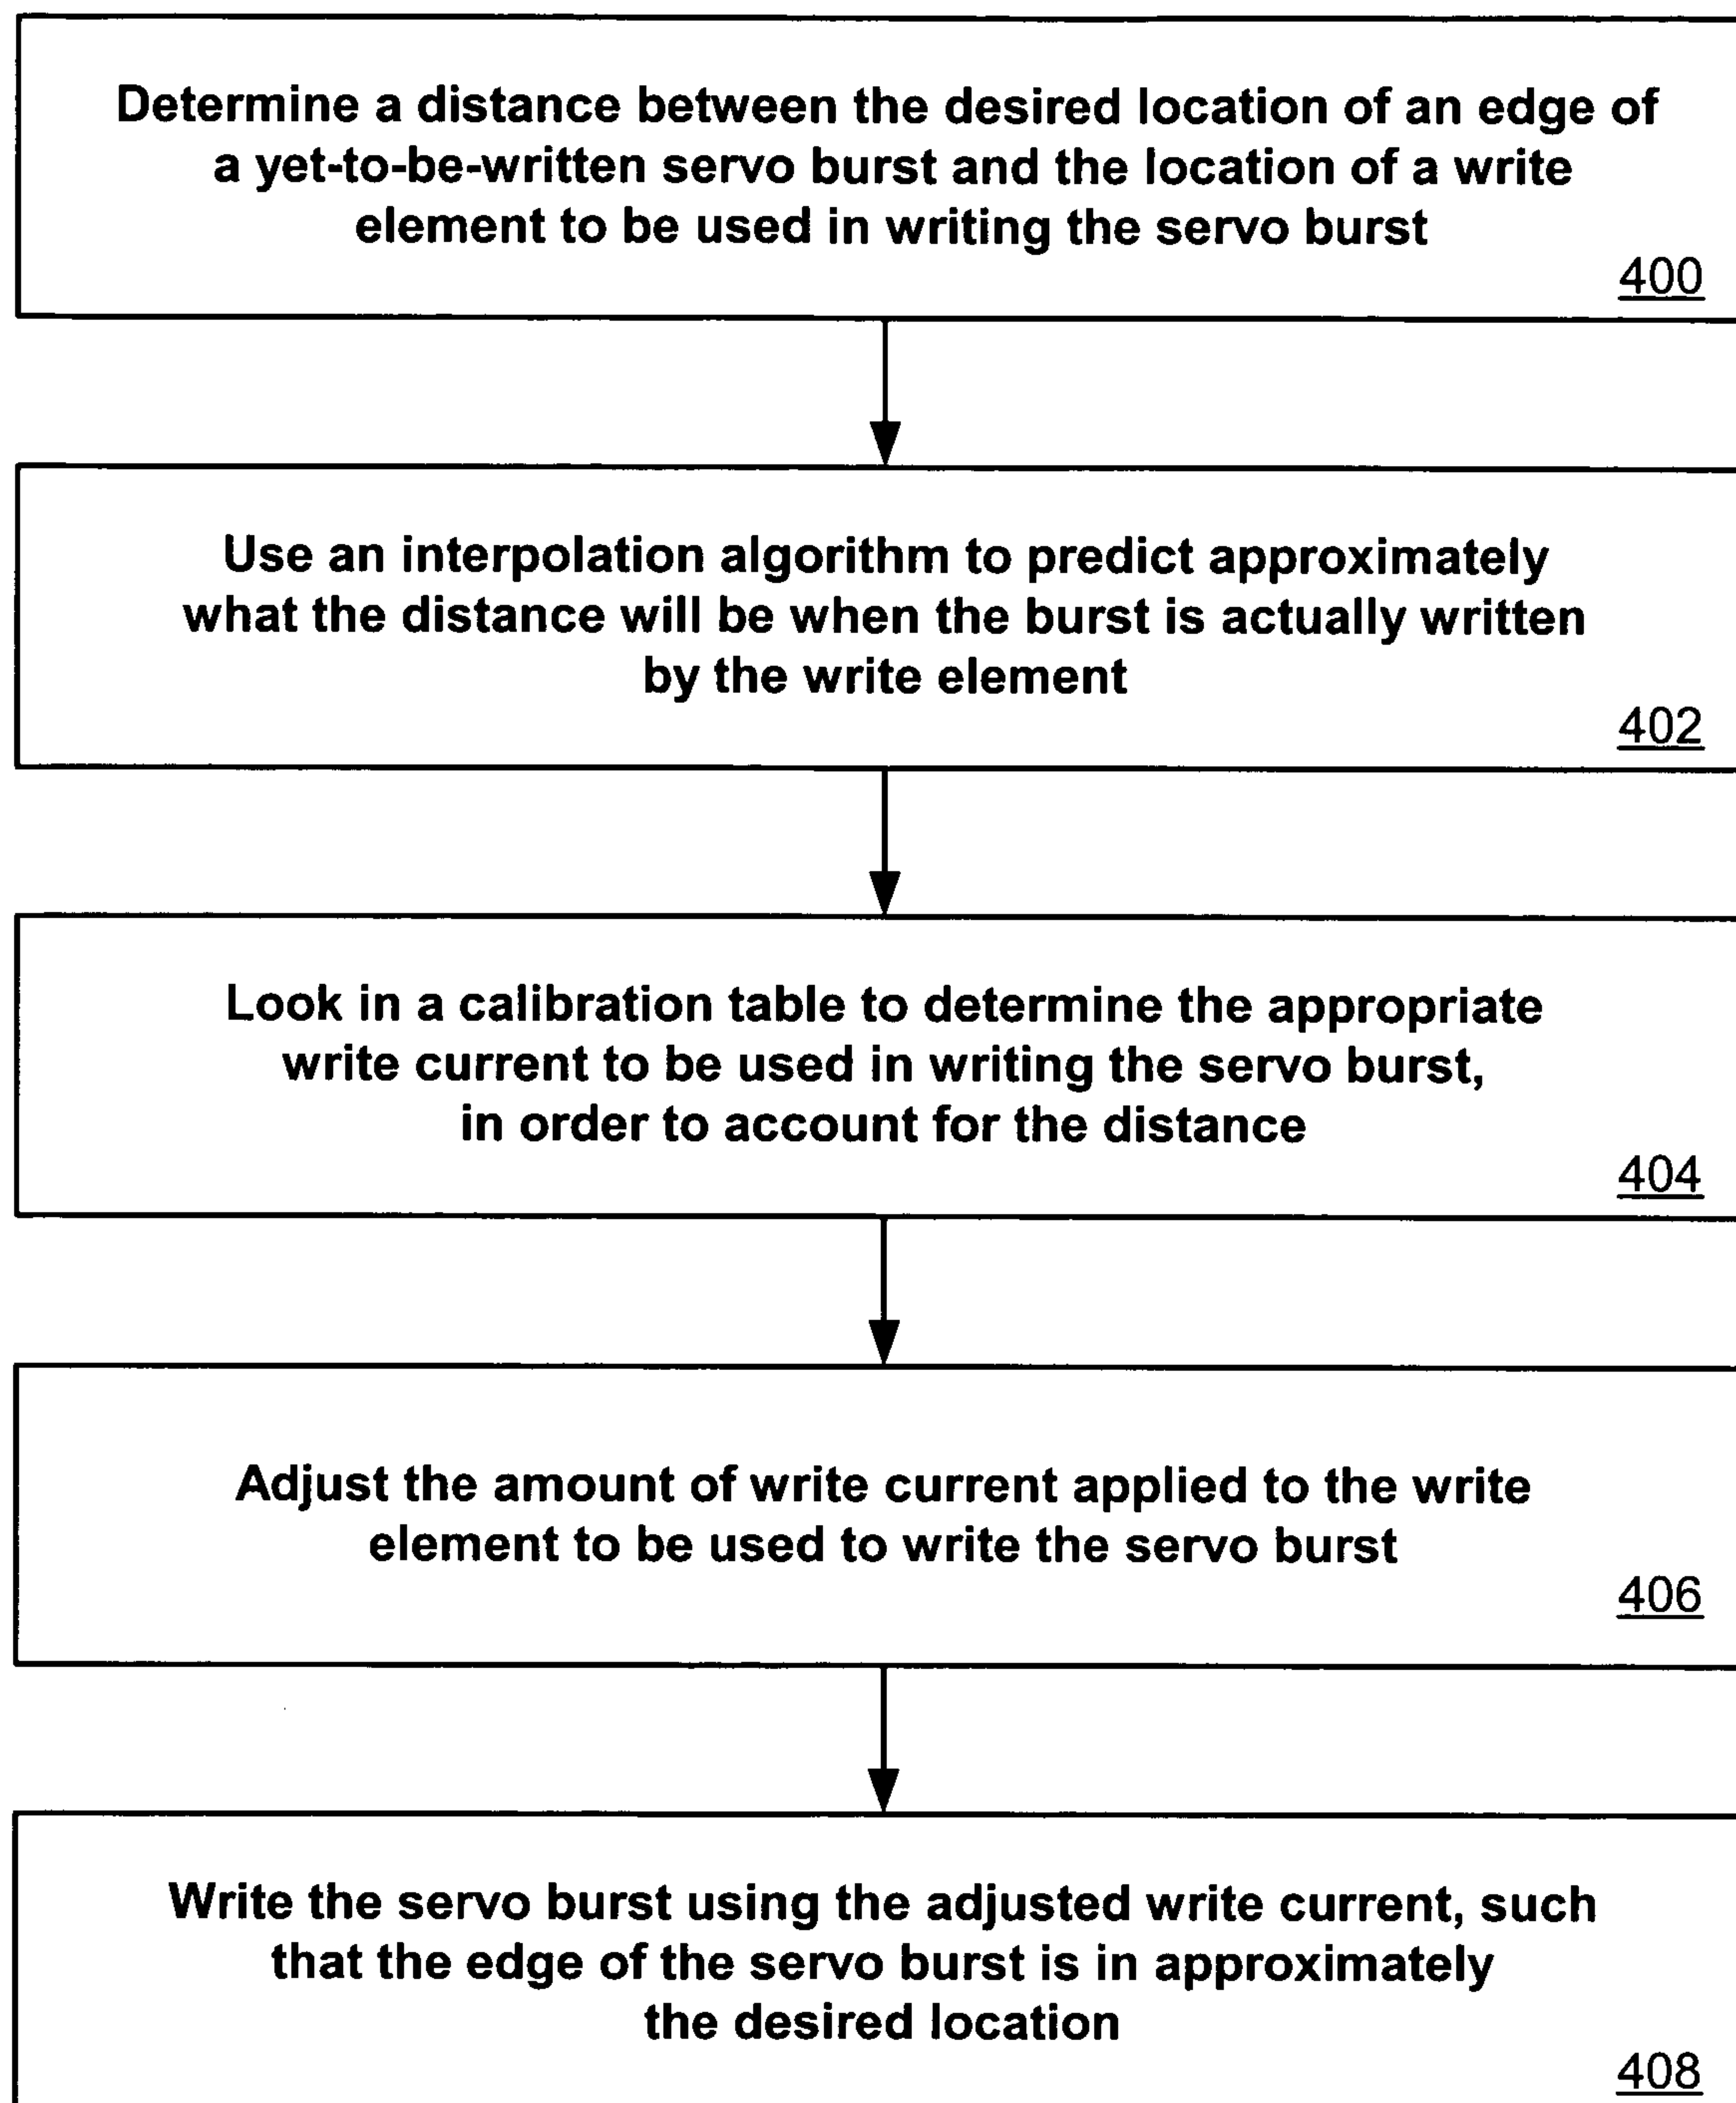 Determine a distance between the desired location of an edge of
a yet-to-be-written servo burst and the location of a write
element to be used in writing the servo burst
400
Use an interpolation algorithm to predict approximately
what the distance will be when the burst is actually written
by the write element
402
Look in a calibration table to determine the appropriate
write current to be used in writing the servo burst,
in order to account for the distance
404
Adjust the amount of write current applied to the write
element to be used to write the servo burst
406
Write the servo burst using the adjusted write current, such
that the edge of the servo burst is in approximately
the desired location
408